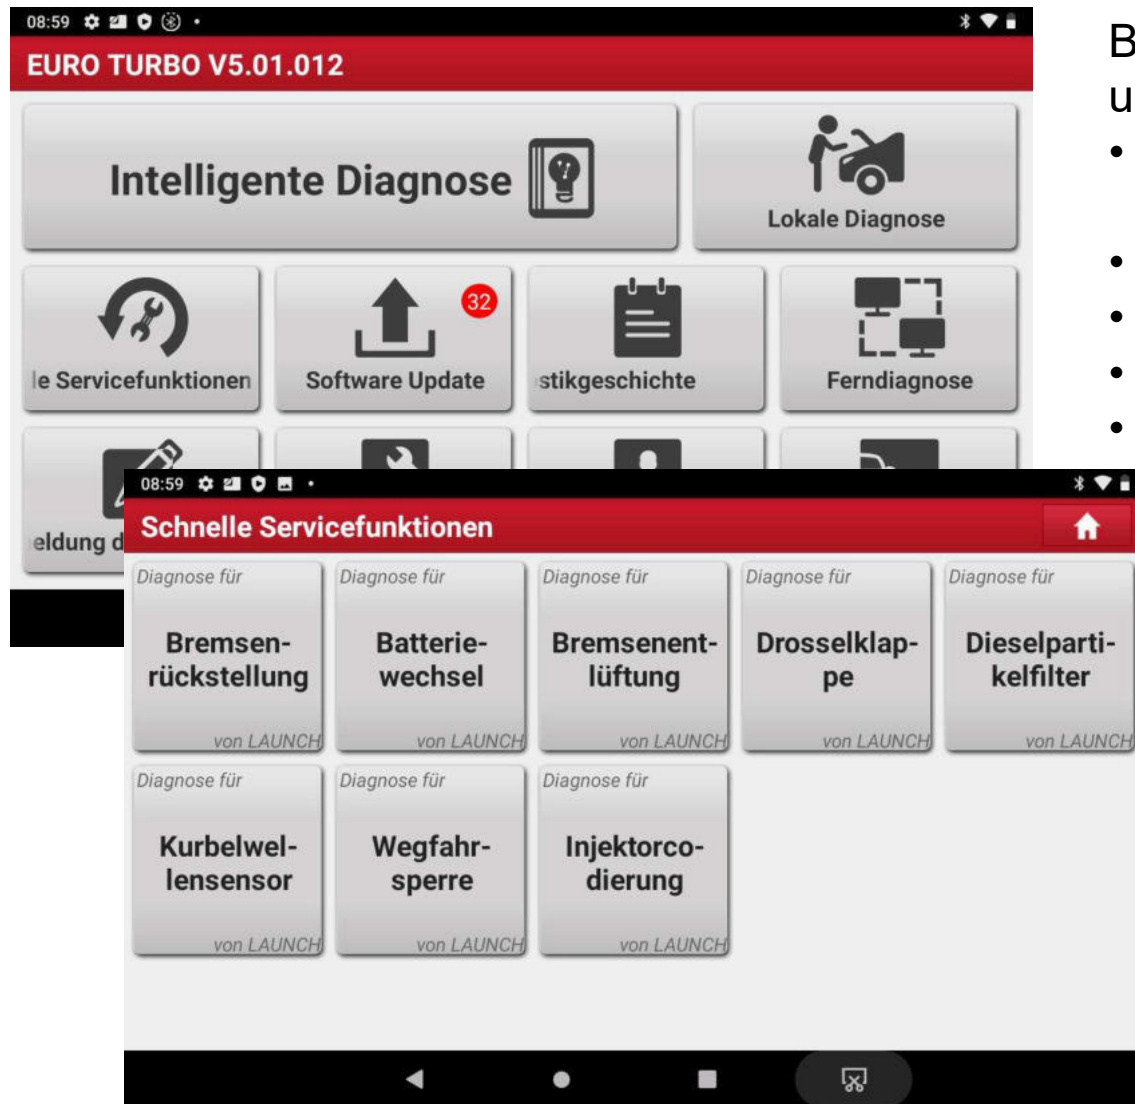 08:59
EURO TURBO V5.01.012
Intelligente Diagnose
Lokale Diagnose
le Servicefunktionen
Software Update
32
stikgeschichte
Ferndiagnose
eldung d
08:59
Schnelle Servicefunktionen
Diagnose für
Bremsen-
rückstellung
von LAUNCH
Diagnose für
Batterie-
wechsel
von LAUNCH
Diagnose für
Bremsenent-
lüftung
von LAUNCH
Diagnose für
Drosselklap-
pe
von LAUNCH
Diagnose für
Dieselparti-
kelfilter
von LAUNCH
Diagnose für
Kurbelwel-
lensensor
von LAUNCH
Diagnose für
Wegfahr-
sperre
von LAUNCH
Diagnose für
Injektorco-
dierung
von LAUNCH
B
u
•
•
•
•
•